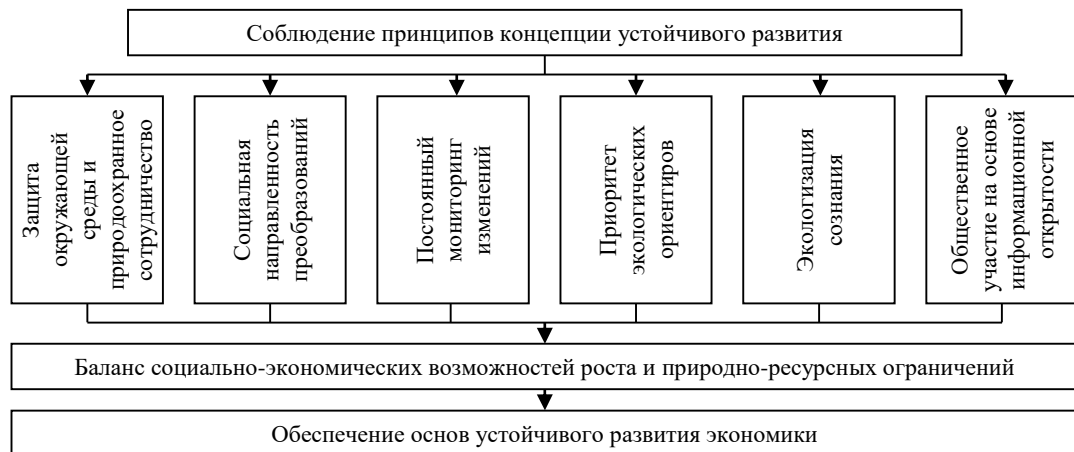 Соблюдение принципов концепции устойчивого развития
Защита
окружающей
среды и
природоохранное
сотрудничество
Социальная
направленность
преобразований
Постоянный
мониторинг
изменений
Приоритет
экологических
ориентиров
Экологизация
сознания
Общественное
участие на основе
информационной
открытости
Баланс социально-экономических возможностей роста и природно-ресурсных ограничений
Обеспечение основ устойчивого развития экономики